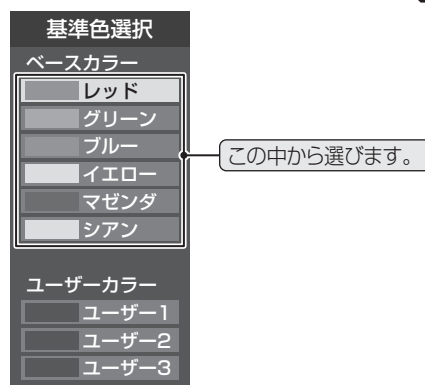 基準色選択
ベースカラー
レッド
グリーン
ブルー
イエロー
マゼンダ
シアン
この中から選びます。
ユーザーカラー
ユーザー1
ユーザー2
ユーザー3